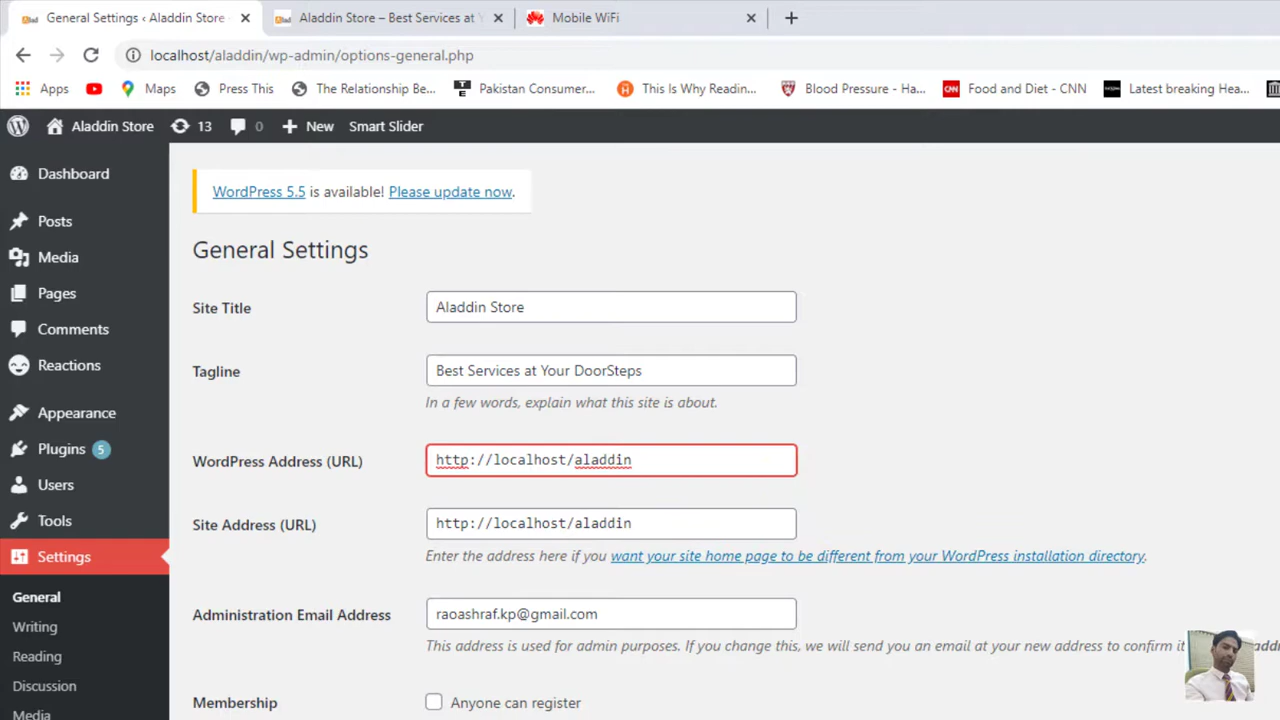 General Settings ‹ Aladdin Store
Aladdin Store – Best Services at Y
Mobile WiFi
localhost/aladdin/wp-admin/options-general.php
Apps
Maps
Press This
The Relationship Be...
Pakistan Consumer...
This Is Why Readin...
Blood Pressure - Ha...
CNN
Food and Diet - CNN
Latest breaking Hea...
Aladdin Store
13
0
New
Smart Slider
Dashboard
Posts
Media
Pages
Comments
Reactions
Appearance
Plugins 5
Users
Tools
Settings
General
Writing
Reading
Discussion
Media
WordPress 5.5 is available! Please update now.
General Settings
Site Title
Aladdin Store
Tagline
Best Services at Your DoorSteps
In a few words, explain what this site is about.
WordPress Address (URL)
http://localhost/aladdin
Site Address (URL)
http://localhost/aladdin
Enter the address here if you want your site home page to be different from your WordPress installation directory.
Administration Email Address
raoashraf.kp@gmail.com
This address is used for admin purposes. If you change this, we will send you an email at your new address to confirm it
Membership
Anyone can register